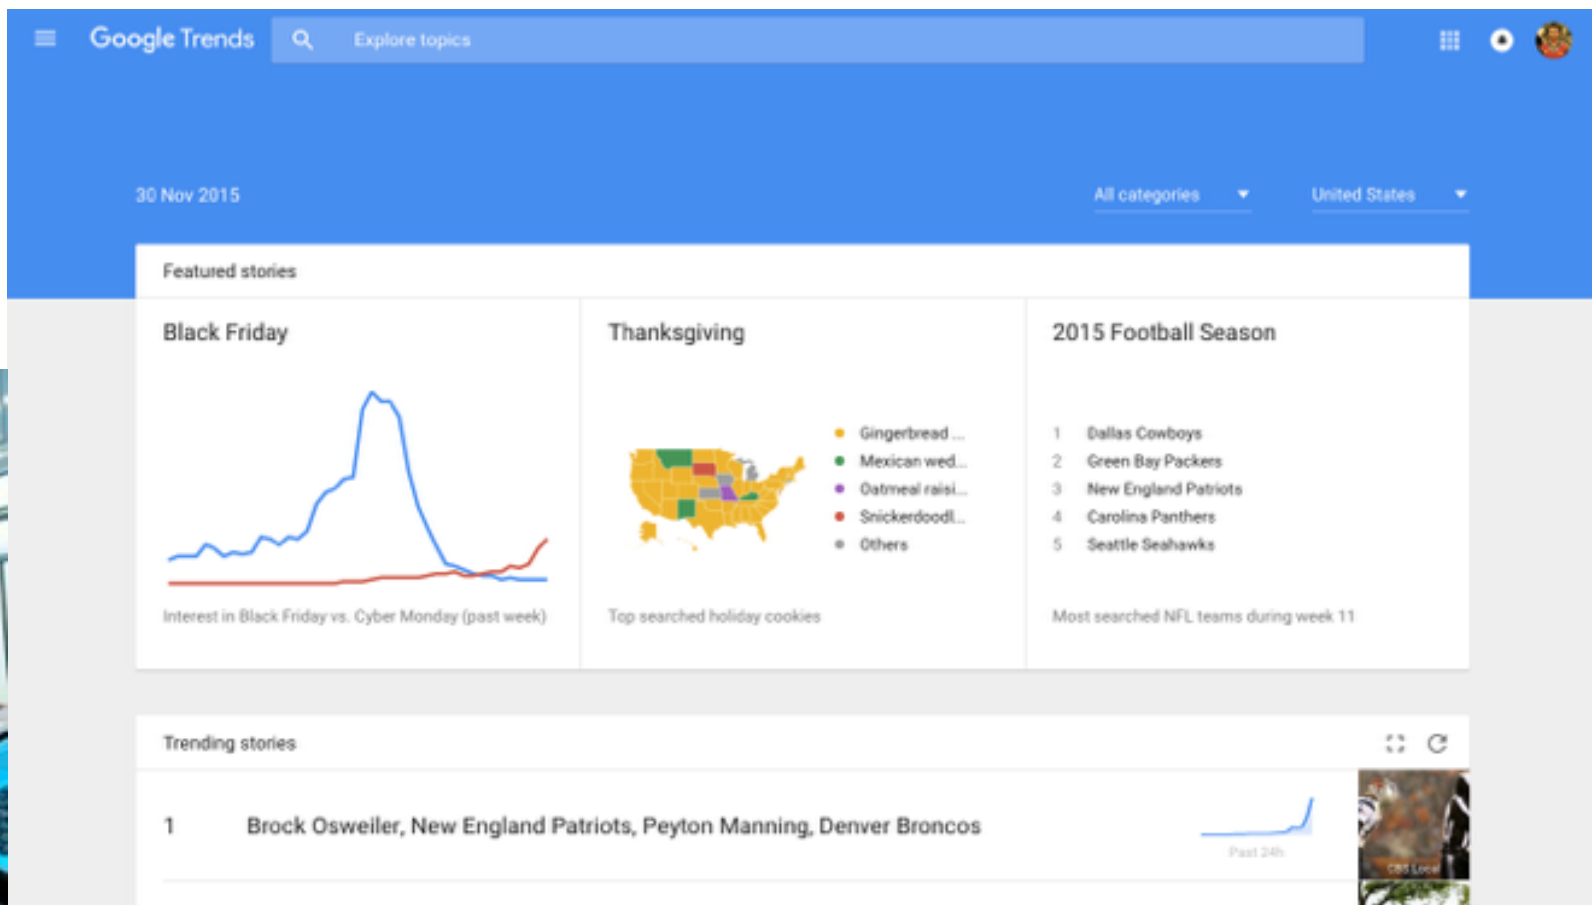 Google Trends
Explore topics
30 Nov 2015
All categories
United States
Featured stories
Black Friday
Interest in Black Friday vs. Cyber Monday (past week)
Thanksgiving
Gingerbread ...
Mexican wed...
Oatmeal raisi...
Snickerdoodl...
Others
Top searched holiday cookies
2015 Football Season
1 Dallas Cowboys
2 Green Bay Packers
3 New England Patriots
4 Carolina Panthers
5 Seattle Seahawks
Most searched NFL teams during week 11
Trending stories
1 Brock Osweiler, New England Patriots, Peyton Manning, Denver Broncos
Past 24h
CBS Local